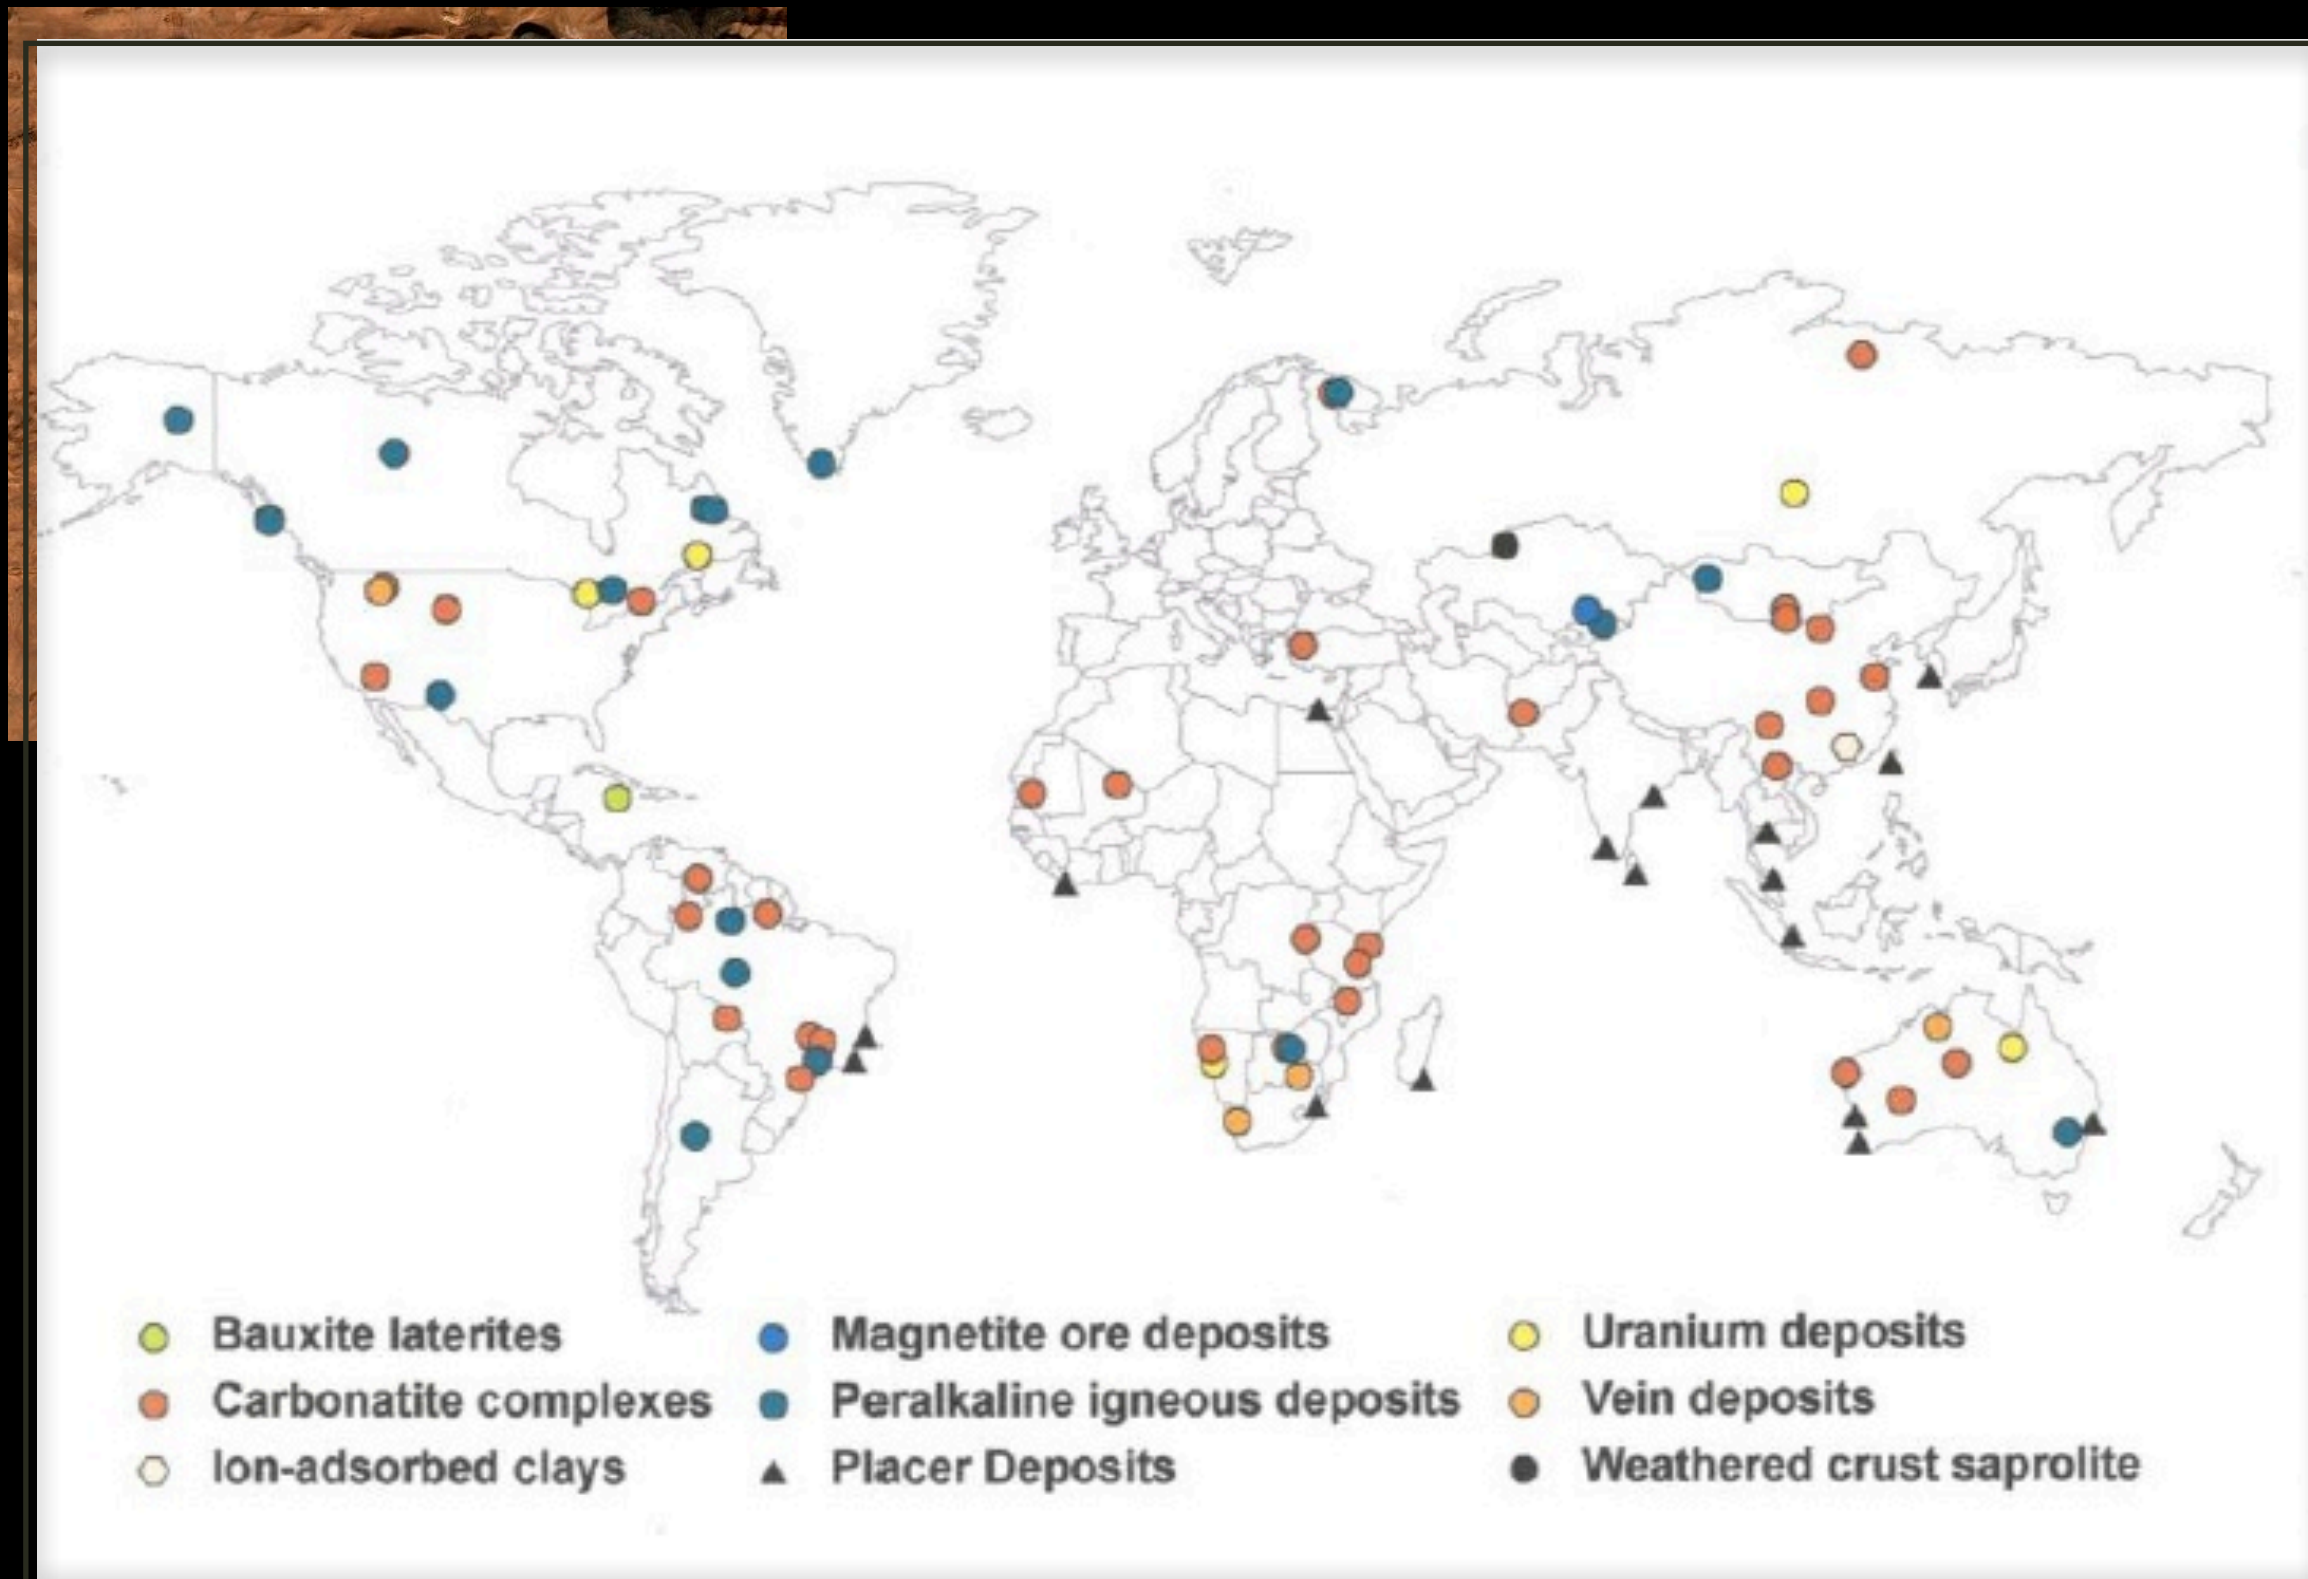 Bauxite laterites
Carbonatite complexes
Ion-adsorbed clays
Magnetite ore deposits
Peralkaline igneous deposits
Placer Deposits
Uranium deposits
Vein deposits
Weathered crust saprolite